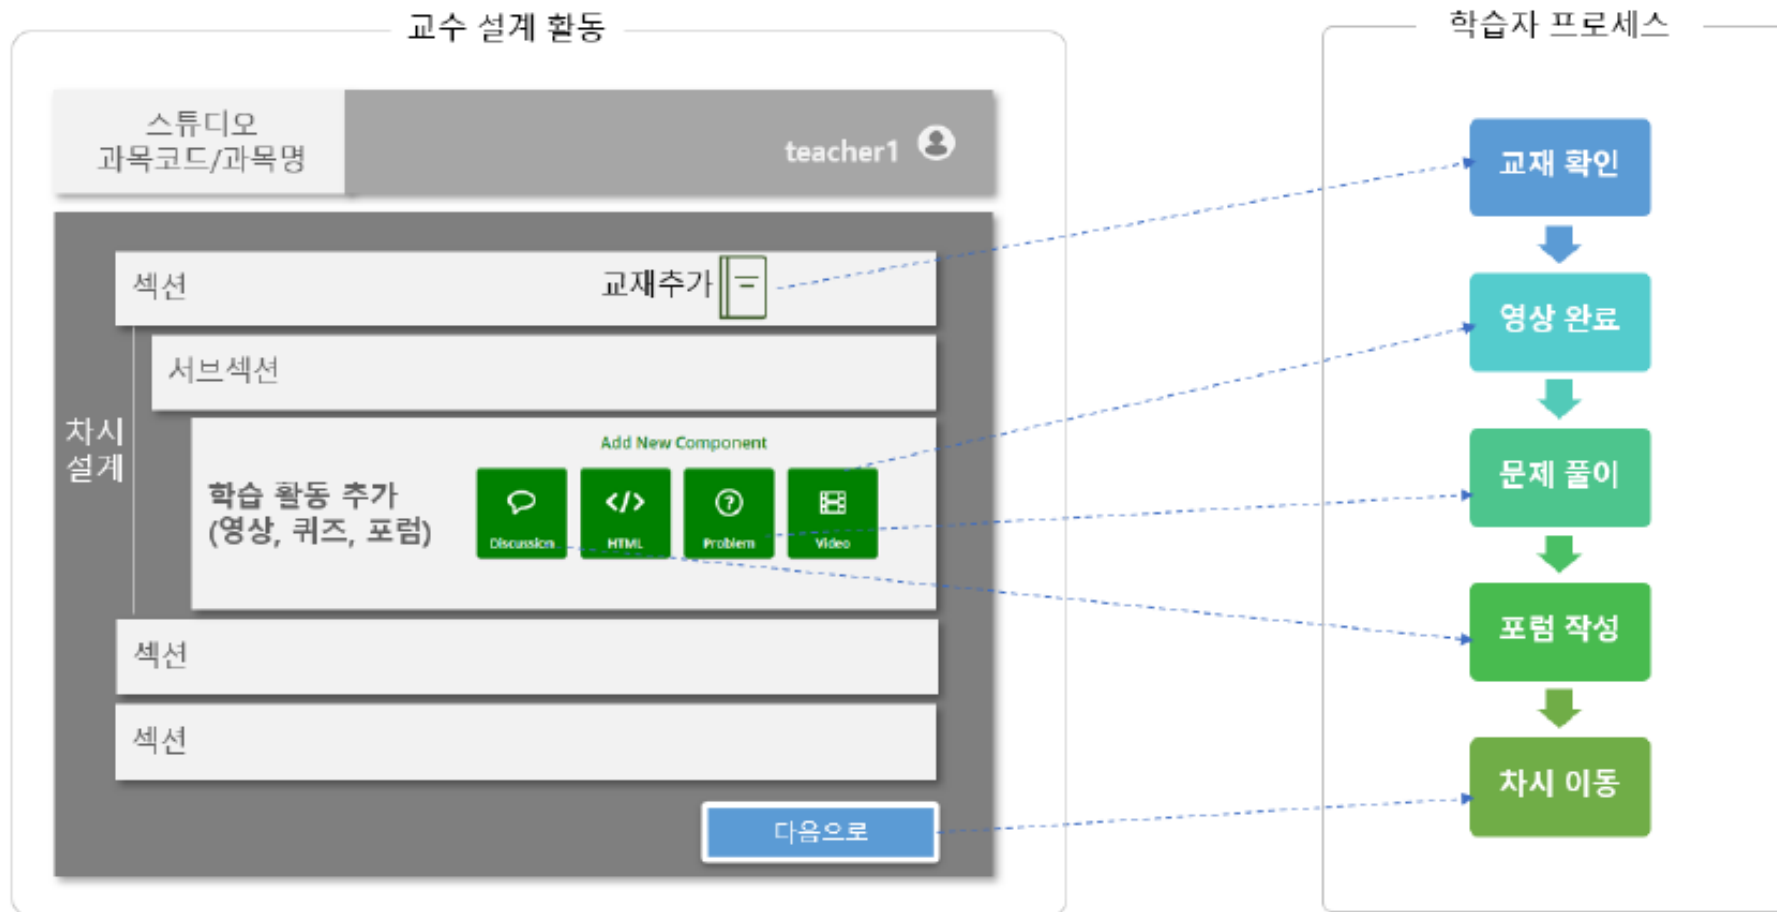 교수 설계 활동
스튜디오
과목코드/과목명
teacher1
섹션
교재추가
서브섹션
차시
설계
Add New Component
학습 활동 추가
(영상, 퀴즈, 포럼)
Discussion
HTML
Problem
Video
섹션
섹션
다음으로
학습자 프로세스
교재 확인
영상 완료
문제 풀이
포럼 작성
차시 이동